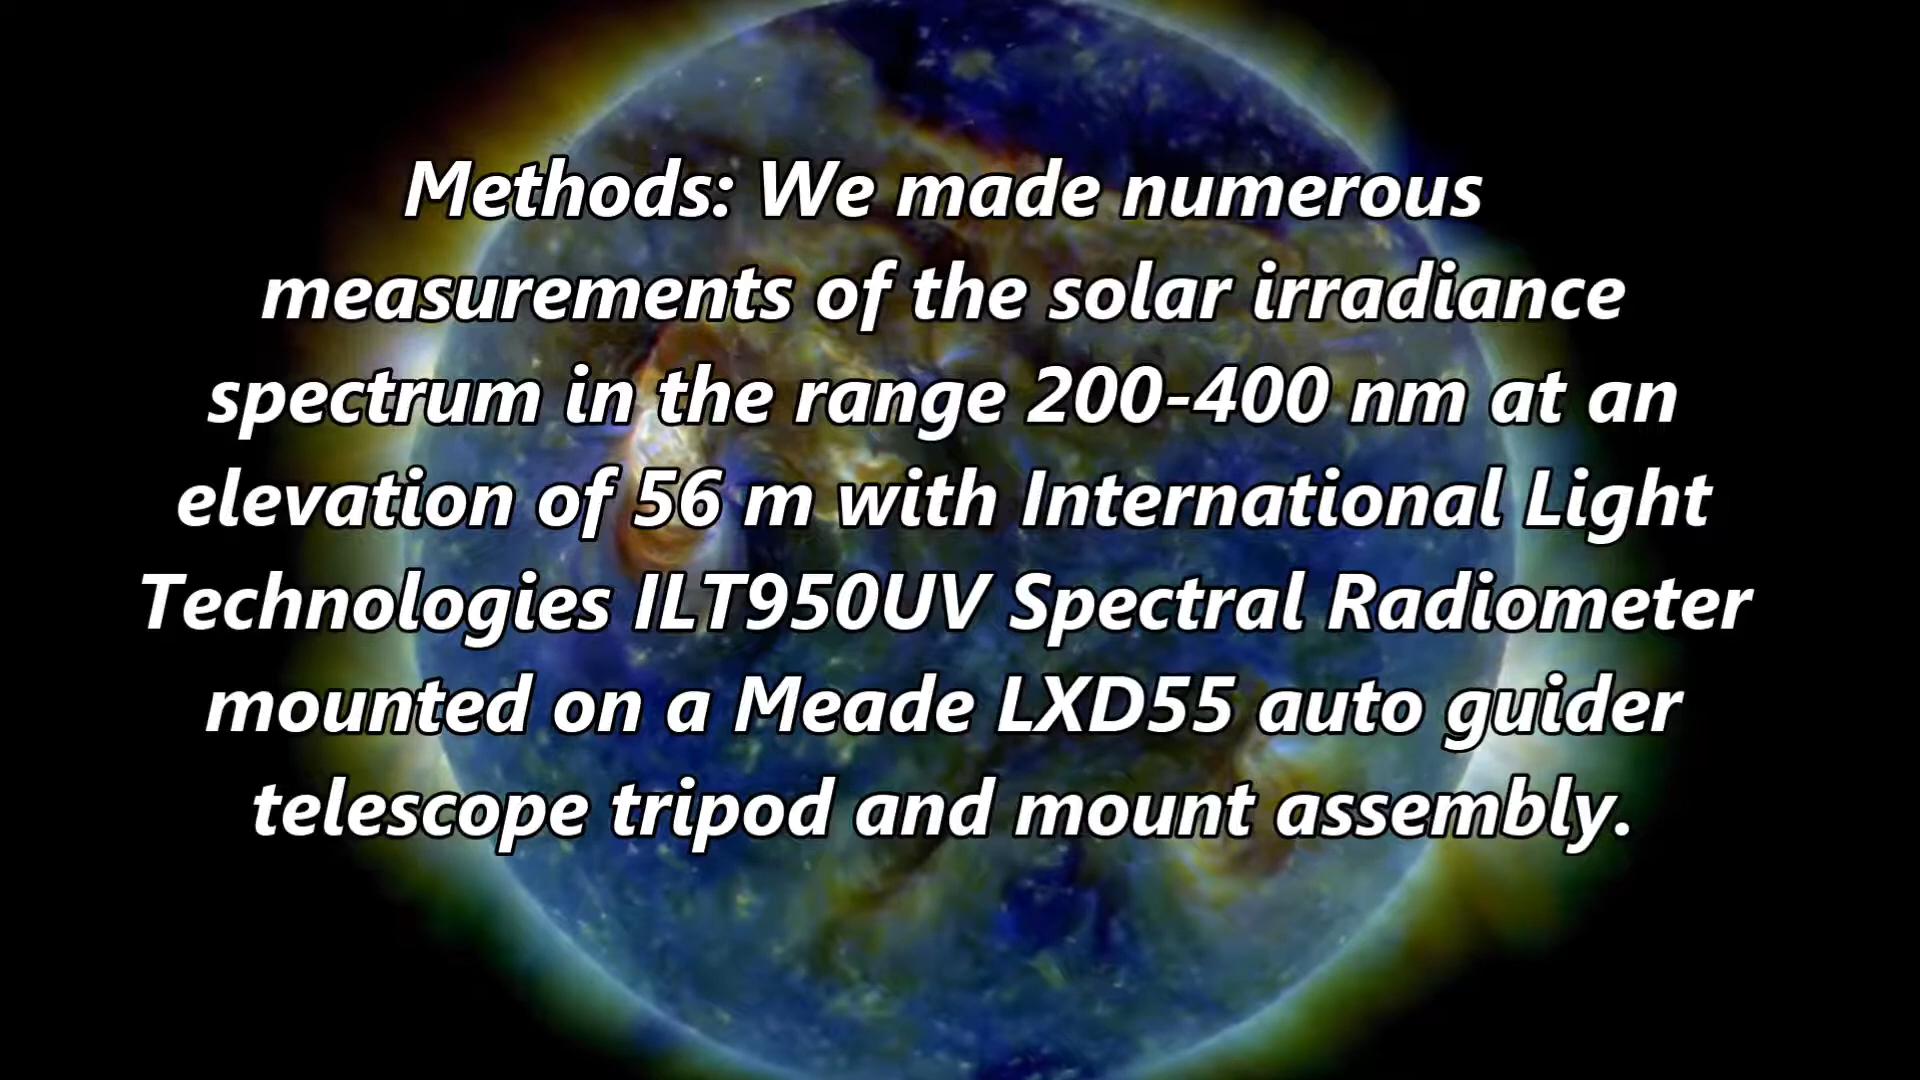 Methods: We made numerous
measurements of the solar irradiance
spectrum in the range 200-400 nm at an
elevation of 56 m with International Light
Technologies ILT950UV Spectral Radiometer
mounted on a Meade LXD55 auto guider
telescope tripod and mount assembly.